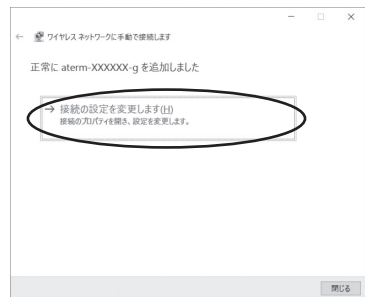 ワイヤレス ネットワークに手動で接続します
正常に aterm-XXXXXX-g を追加しました
→ 接続の設定を変更します(H)
接続のプロパティを開き、設定を変更します。
閉じる